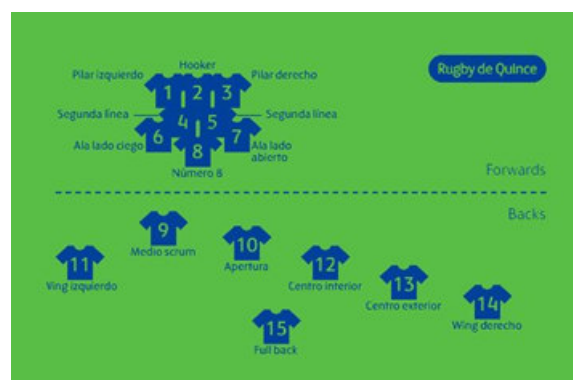 Rugby de Quince
Hooker
Pilar izquierdo
Pilar derecho
1 2 3
Segunda línea
Segunda línea
4 5
6
7
Ala lado ciego
Ala lado
abierto
8
Número 8
Forwards
Backs
9
Medio scrum
10
Apertura
11
Wing izquierdo
12
Centro interior
13
Centro exterior
14
Wing derecho
15
Full back